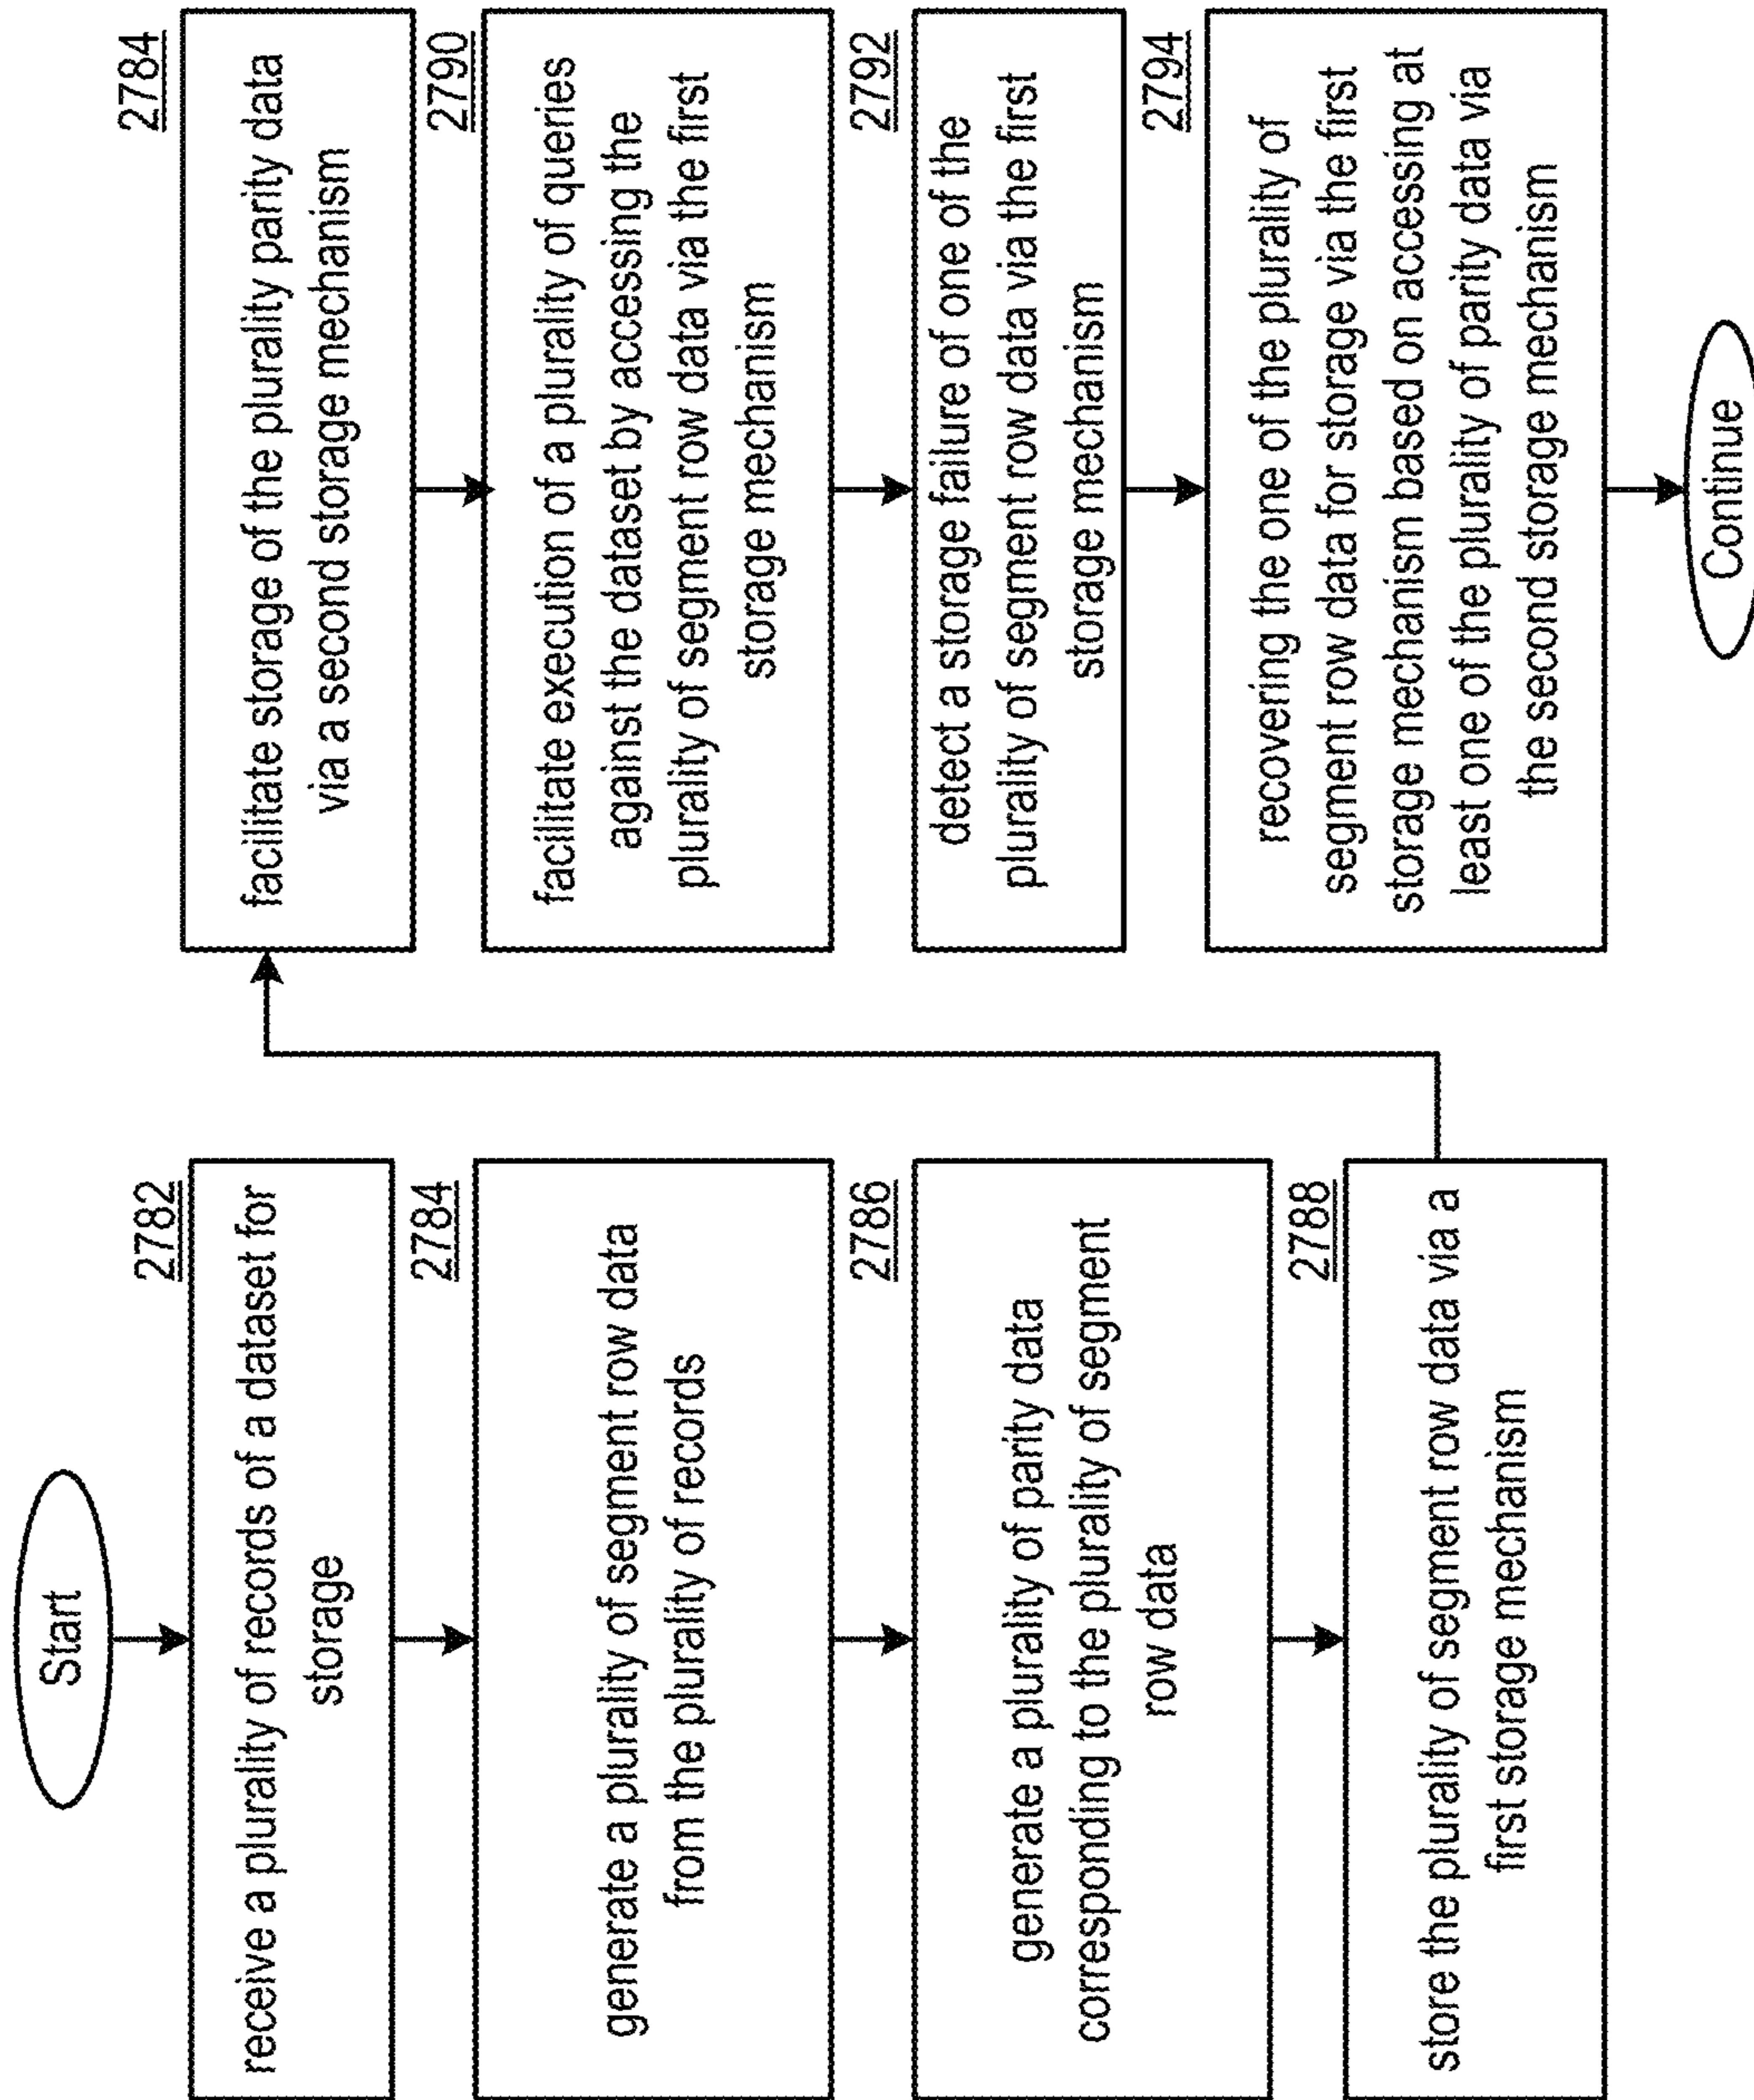 Start
2782
receive a plurality of records of a dataset for
storage
2784
generate a plurality of segment row data
from the plurality of records
2786
generate a plurality of parity data
corresponding to the plurality of segment
row data
2788
store the plurality of segment row data via a
first storage mechanism
2784
facilitate storage of the plurality parity data
via a second storage mechanism
2790
facilitate execution of a plurality of queries
against the dataset by accessing the
plurality of segment row data via the first
storage mechanism
2792
detect a storage failure of one of the
plurality of segment row data via the first
storage mechanism
2794
recovering the one of the plurality of
segment row data for storage via the first
storage mechanism based on accessing at
least one of the plurality of parity data via
the second storage mechanism
Continue